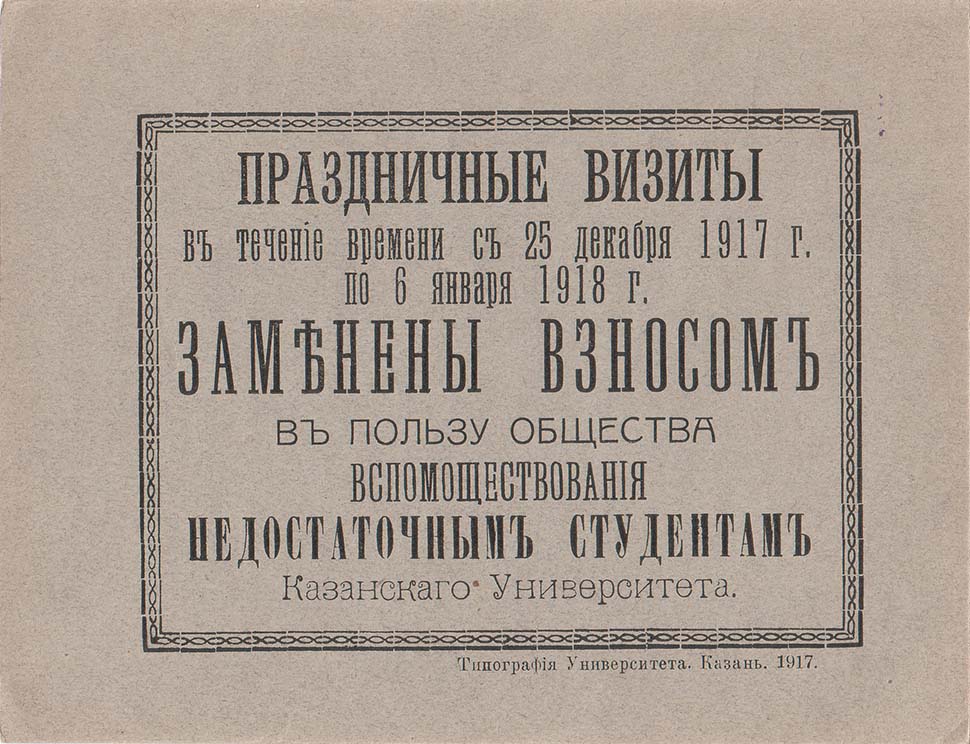 ПРАЗДНИЧНЫЕ ВИЗИТЫ
въ теченіе времени съ 25 декабря 1917 г.
по 6 января 1918 г.
ЗАМѢНЕНЫ ВЗНОСОМЪ
ВЪ ПОЛЬЗУ ОБЩЕСТВА
ВСПОМОЩЕСТВОВАНІЯ
НЕДОСТАТОЧНЫМЪ СТУДЕНТАМЪ
Казанскаго Университета.
Типографія Университета. Казань. 1917.